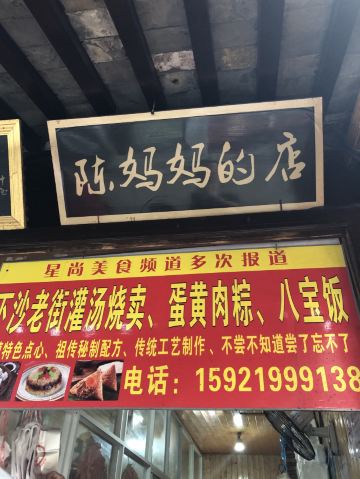 陈妈妈的店
星尚美食频道多次报道
下沙老街灌汤烧卖、蛋黄肉粽、八宝饭
特色点心、祖传秘制配方、传统工艺制作、不尝不知道尝了忘不了
电话：15921999138